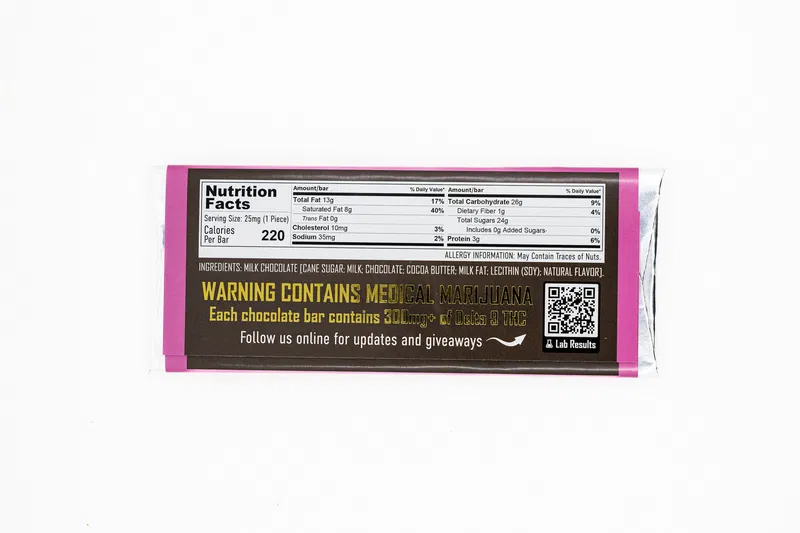 Nutrition
Facts
Serving Size: 25mg (1 Piece)
Calories
Per Bar 220
Amount/bar % Daily Value*
Total Fat 13g 17%
Saturated Fat 8g 40%
Trans Fat 0g
Cholesterol 10mg 3%
Sodium 35mg 2%
Amount/bar % Daily Value*
Total Carbohydrate 26g 9%
Dietary Fiber 1g 4%
Total Sugars 24g
Includes 0g Added Sugars 0%
Protein 3g 6%
ALLERGY INFORMATION: May Contain Traces of Nuts.
INGREDIENTS: MILK CHOCOLATE [CANE SUGAR; MILK; CHOCOLATE; COCOA BUTTER; MILK FAT; LECITHIN (SOY); NATURAL FLAVOR].
WARNING CONTAINS MEDICAL MARIJUANA
Each chocolate bar contains 300mg+ of Delta 9 THC
Follow us online for updates and giveaways
Lab Results